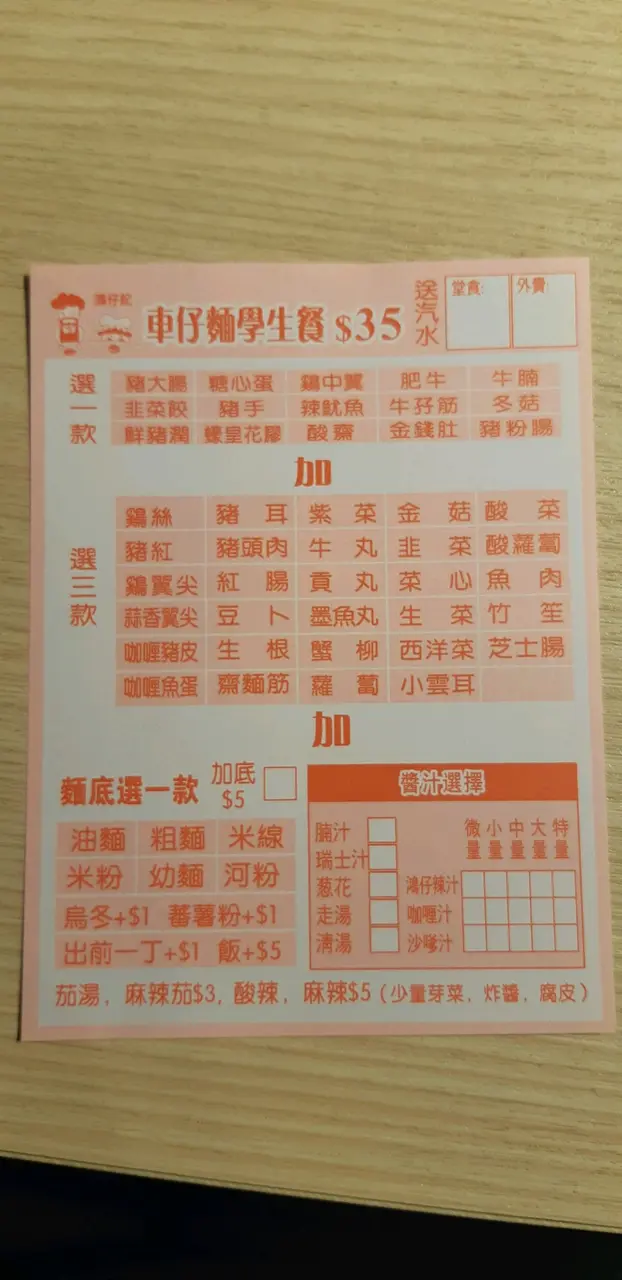 鴻仔記
車仔麵學生餐 $35
送汽水
堂食:
外賣:
選一款
豬大腸 糖心蛋 鷄中翼 肥牛 牛腩
韭菜餃 豬手 辣魷魚 牛孖筋 冬菇
鮮豬潤 蠔皇花膠 酸齋 金錢肚 豬粉腸
加
選三款
鷄絲 豬耳 紫菜 金菇 酸菜
豬紅 豬頭肉 牛丸 韭菜 酸蘿蔔
鷄翼尖 紅腸 貢丸 菜心 魚肉
蒜香翼尖 豆卜 墨魚丸 生菜 竹笙
咖喱豬皮 生根 蟹柳 西洋菜 芝士腸
咖喱魚蛋 齋麵筋 蘿蔔 小雲耳
加
麵底選一款 加底 $5
油麵 粗麵 米線
米粉 幼麵 河粉
烏冬+$1 蕃薯粉+$1
出前一丁+$1 飯+$5
醬汁選擇
腩汁
瑞士汁
葱花
走湯
清湯
微量 小量 中量 大量 特量
鴻仔辣汁
咖喱汁
沙嗲汁
茄湯，麻辣茄$3，酸辣，麻辣$5（少量芽菜，炸醬，腐皮）